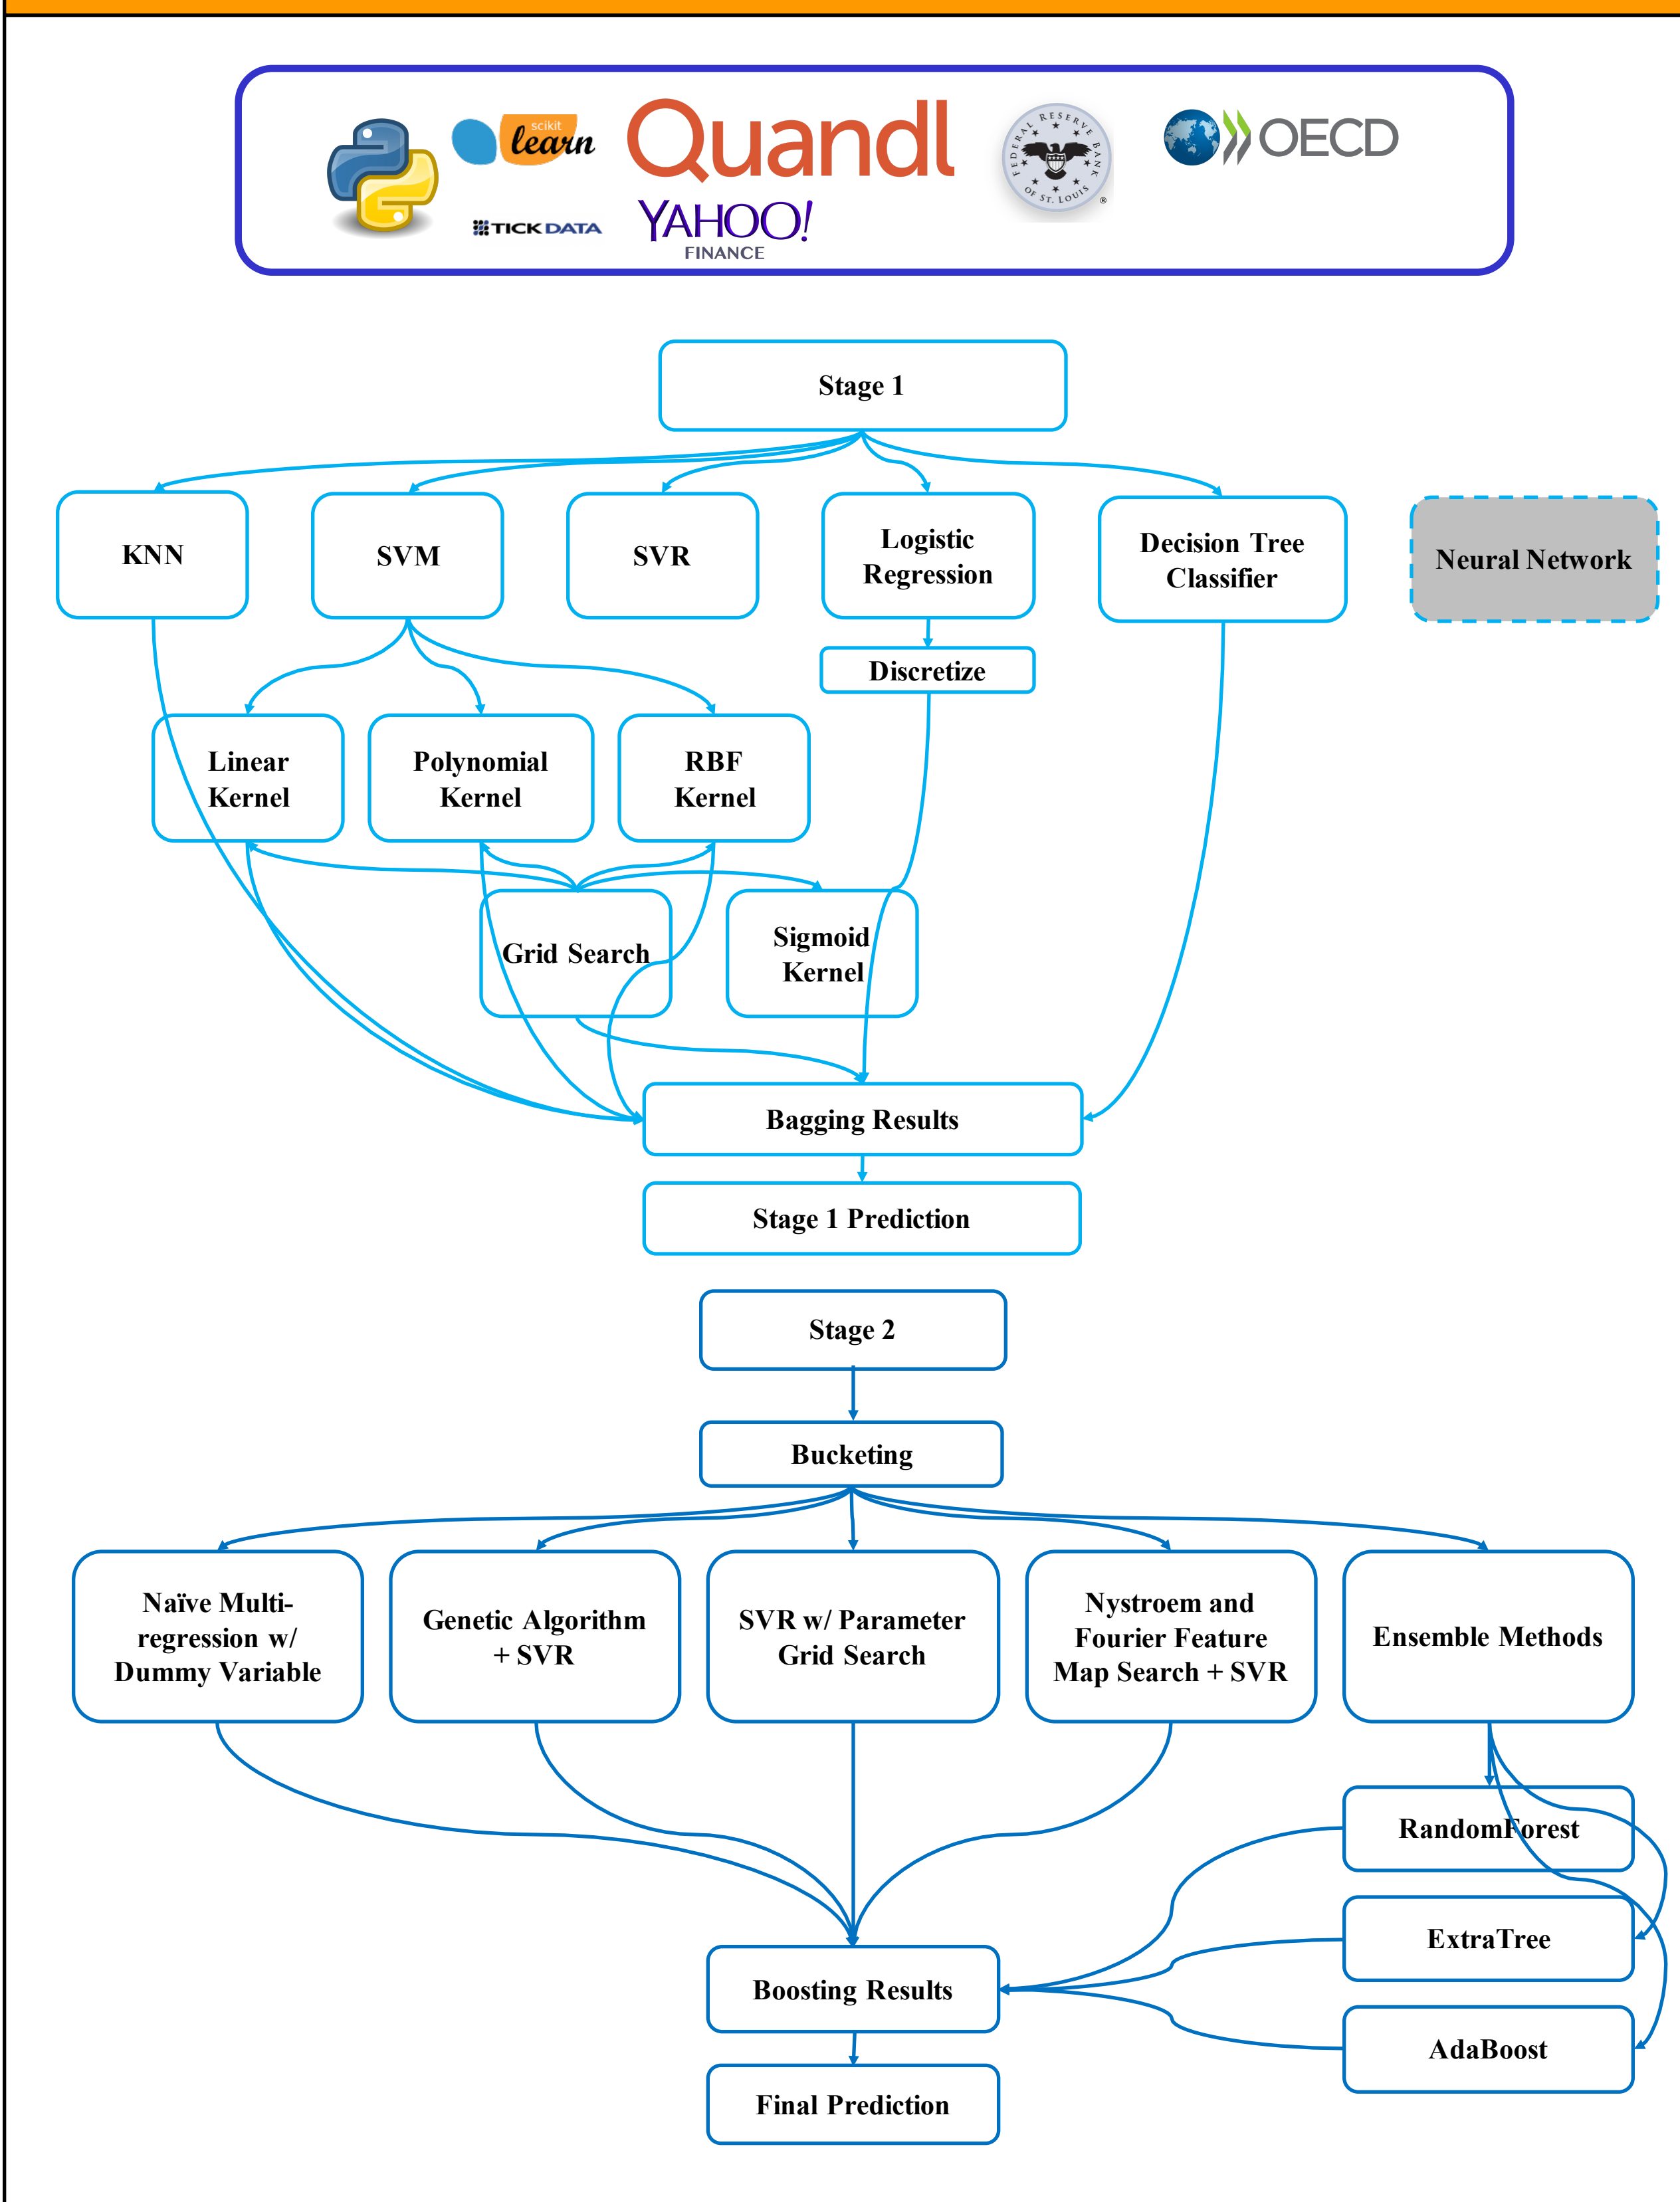 scikit
learn
Quandl
FEDERAL RESERVE BANK
OF ST. LOUIS
®
OECD
TICKDATA
YAHOO!
FINANCE
Stage 1
KNN
SVM
SVR
Logistic
Regression
Decision Tree
Classifier
Neural Network
Discretize
Linear
Kernel
Polynomial
Kernel
RBF
Kernel
Grid Search
Sigmoid
Kernel
Bagging Results
Stage 1 Prediction
Stage 2
Bucketing
Naïve Multi-
regression w/
Dummy Variable
Genetic Algorithm
+ SVR
SVR w/ Parameter
Grid Search
Nystroem and
Fourier Feature
Map Search + SVR
Ensemble Methods
RandomForest
ExtraTree
Boosting Results
AdaBoost
Final Prediction